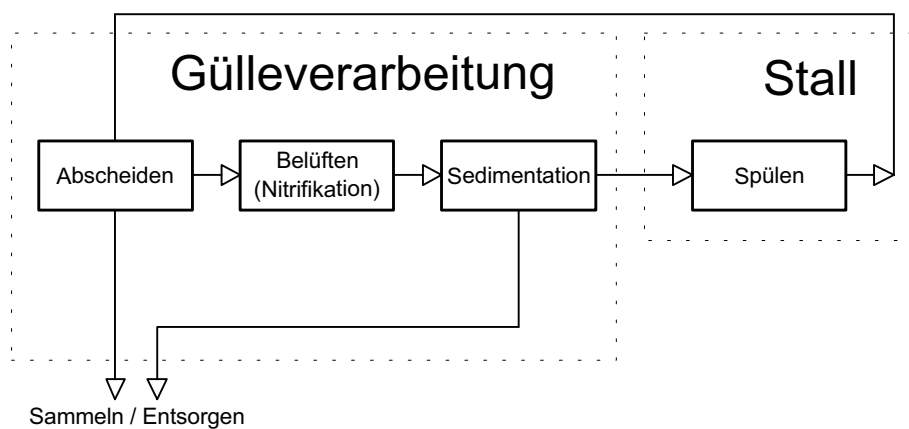 Gülleverarbeitung
Stall
Abscheiden
Belüften
(Nitrifikation)
Sedimentation
Spülen
Sammeln / Entsorgen